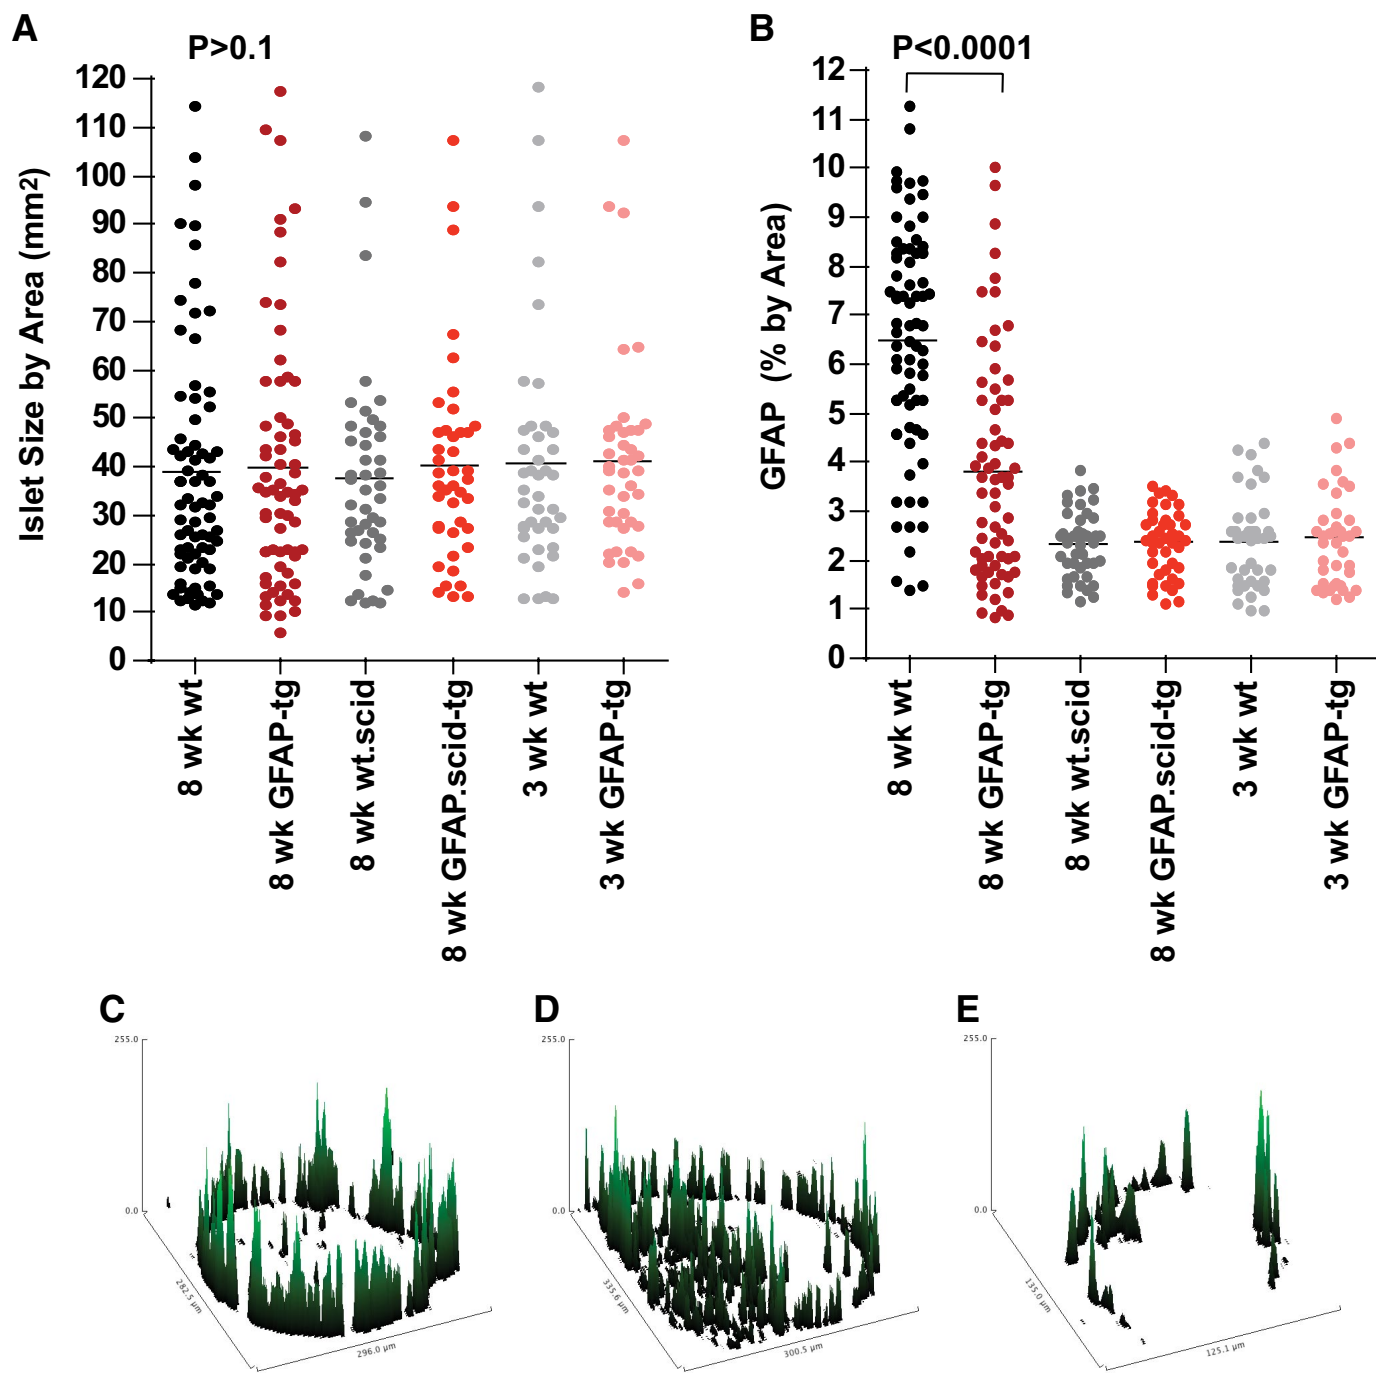 A
P>0.1
Islet Size by Area (mm2)
120
110
100
90
80
70
60
50
40
30
20
10
0
8 wk wt
8 wk GFAP-tg
8 wk wt.scid
8 wk GFAP.scid-tg
3 wk wt
3 wk GFAP-tg
B
P<0.0001
GFAP (% by Area)
12
11
10
9
8
7
6
5
4
3
2
1
0
8 wk wt
8 wk GFAP-tg
8 wk wt.scid
8 wk GFAP.scid-tg
3 wk wt
3 wk GFAP-tg
C
255.0
0.0
282.5 µm
296.0 µm
D
255.0
0.0
335.6 µm
300.5 µm
E
255.0
0.0
135.0 µm
125.1 µm